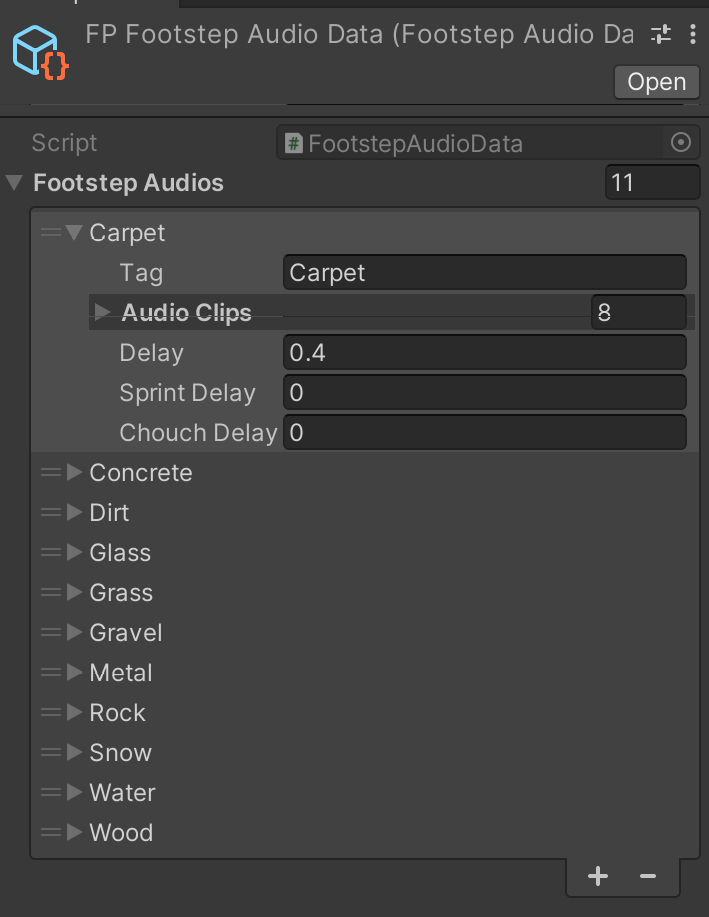 FP Footstep Audio Data (Footstep Audio Da
Open
Script
# FootstepAudioData
Footstep Audios
11
Carpet
Tag
Carpet
Audio Clips
8
Delay
0.4
Sprint Delay
0
Chouch Delay
0
Concrete
Dirt
Glass
Grass
Gravel
Metal
Rock
Snow
Water
Wood